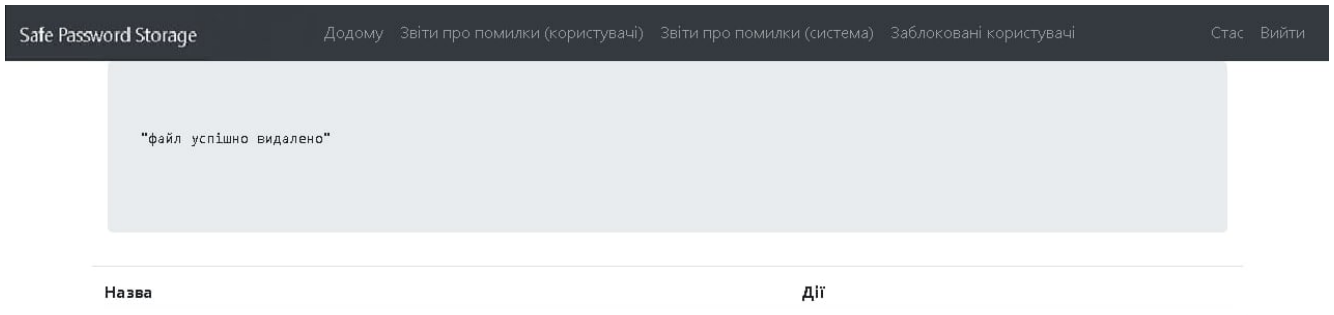 Safe Password Storage Додому Звіти про помилки (користувачі) Звіти про помилки (система) Заблоковані користувачі Стас Вийти
"файл успішно видалено"
Назва Дії